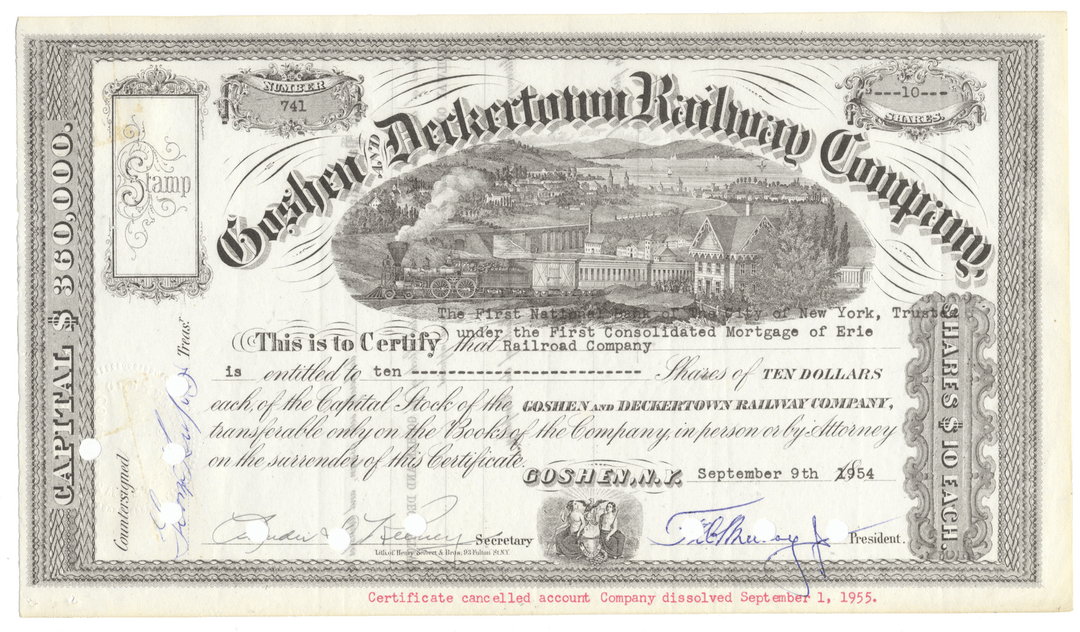 NUMBER
741
---10---
SHARES.
Stamp
Goshen AND Deckertown Railway Company
CAPITAL $360,000.
SHARES $10 EACH.
The First National Bank of The City of New York, Trustee
under the First Consolidated Mortgage of Erie
This is to Certify that Railroad Company
is entitled to ten ---------------------------- Shares of TEN DOLLARS
each, of the Capital Stock of the GOSHEN AND DECKERTOWN RAILWAY COMPANY,
transferable only on the Books of the Company, in person or by Attorney
on the surrender of this Certificate.
GOSHEN, N.Y. September 9th 1954
Countersigned
Treasr
Secretary
President.
Lith. of Henry Seibert & Bros. 93 Fulton St. N.Y.
Certificate cancelled account Company dissolved September 1, 1955.